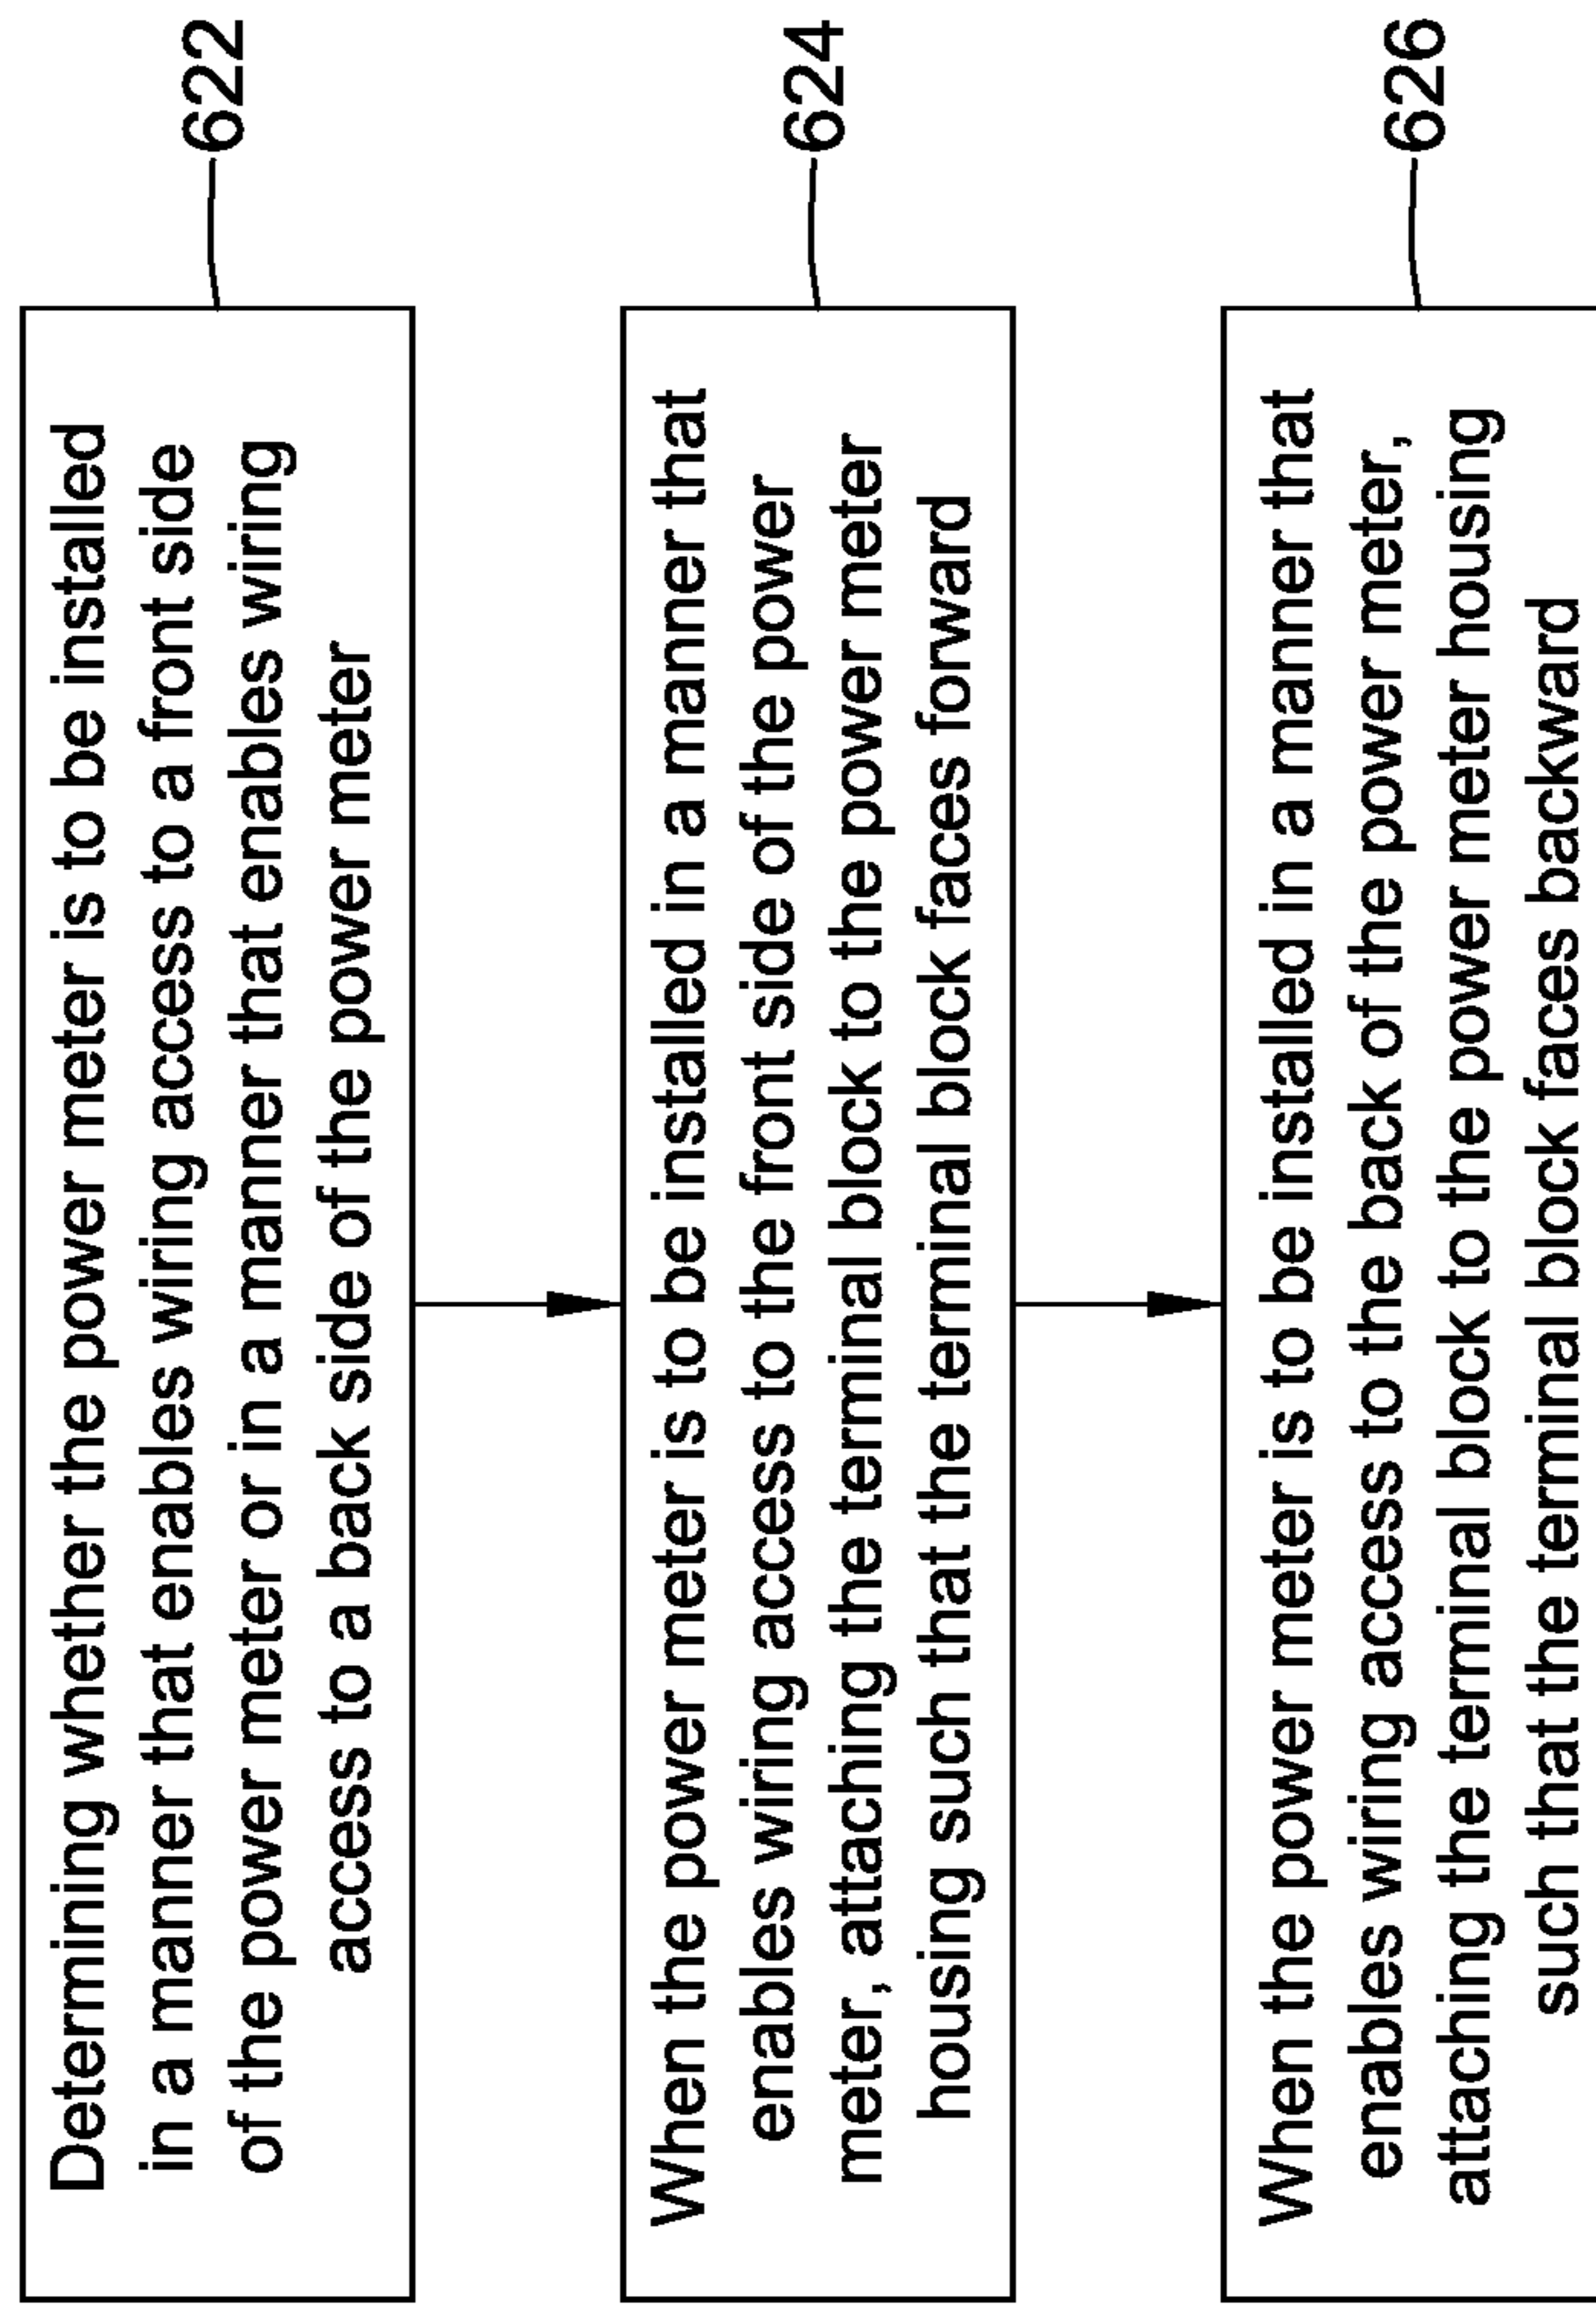 Determining whether the power meter is to be installed
in a manner that enables wiring access to a front side
of the power meter or in a manner that enables wiring
access to a back side of the power meter
622
When the power meter is to be installed in a manner that
enables wiring access to the front side of the power
meter, attaching the terminal block to the power meter
housing such that the terminal block faces forward
624
When the power meter is to be installed in a manner that
enables wiring access to the back of the power meter,
attaching the terminal block to the power meter housing
such that the terminal block faces backward
626